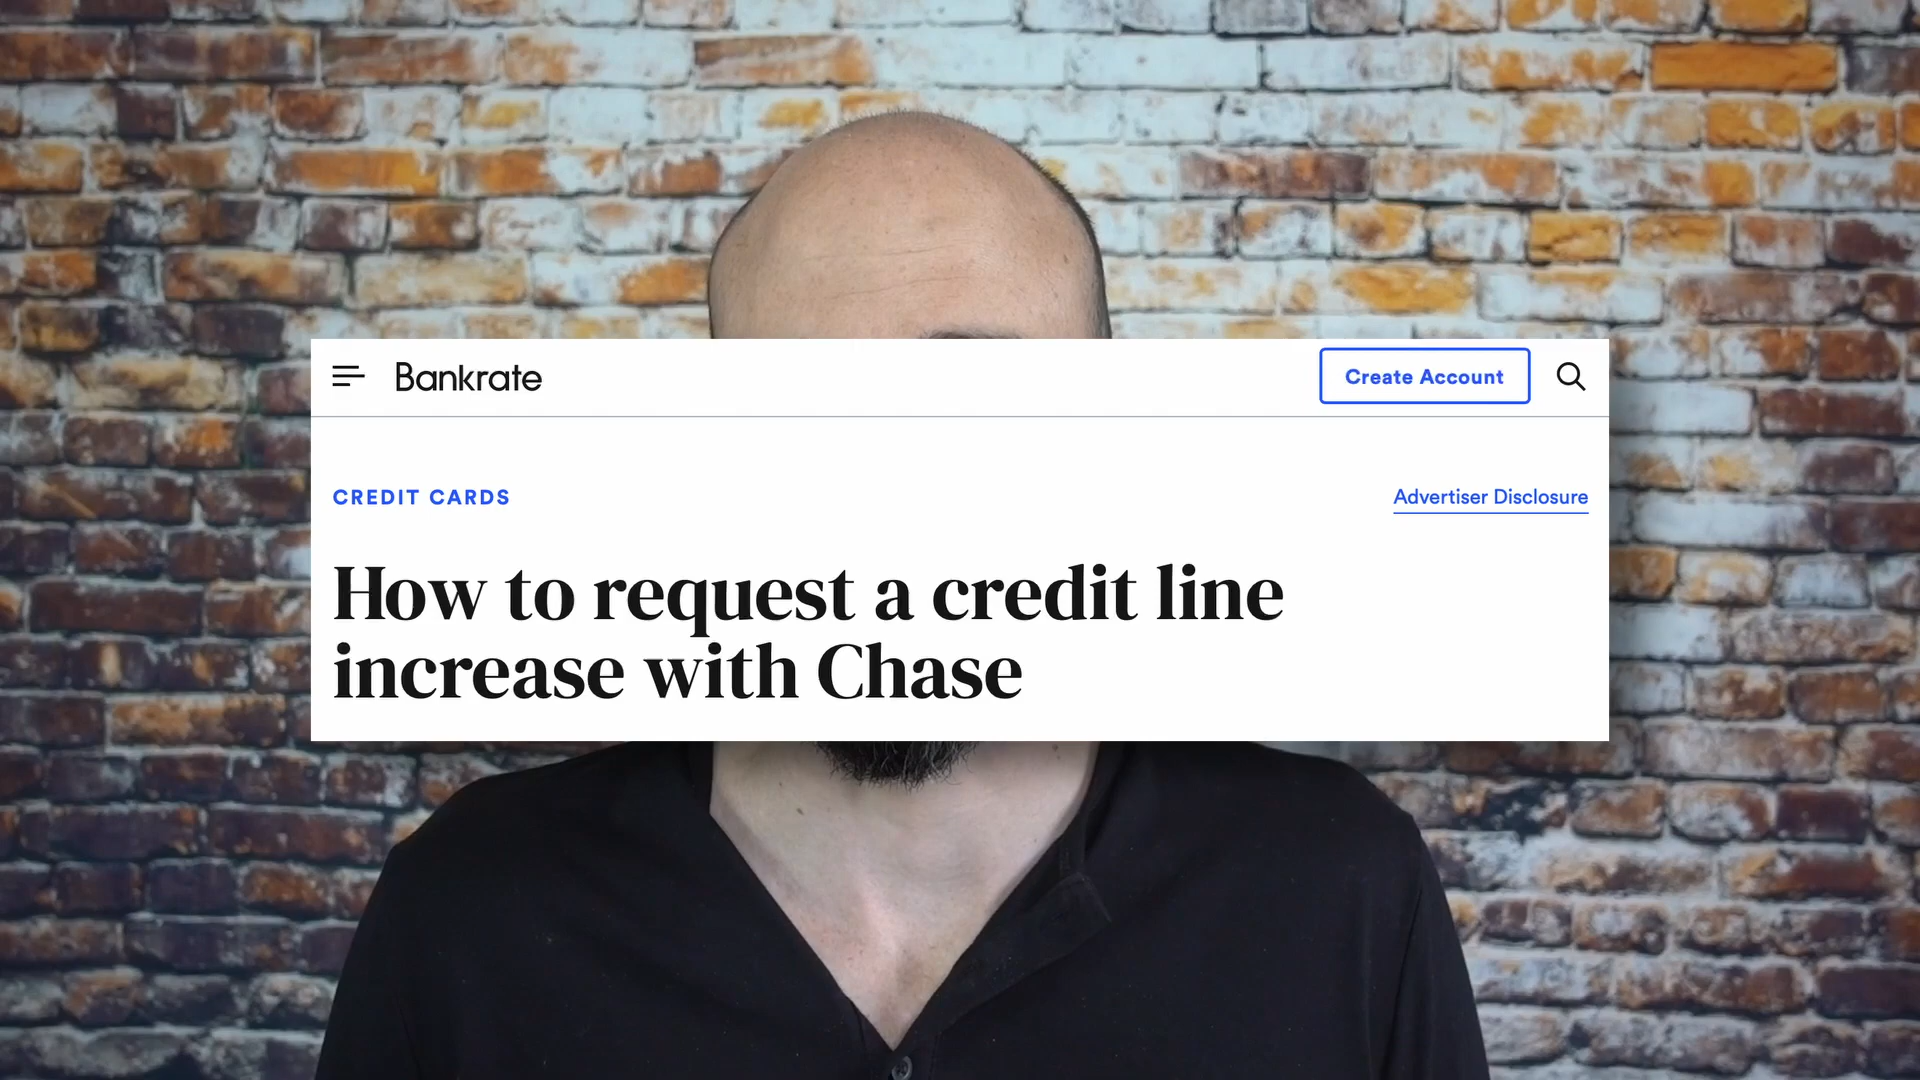 Bankrate
Create Account
CREDIT CARDS
Advertiser Disclosure
How to request a credit line
increase with Chase